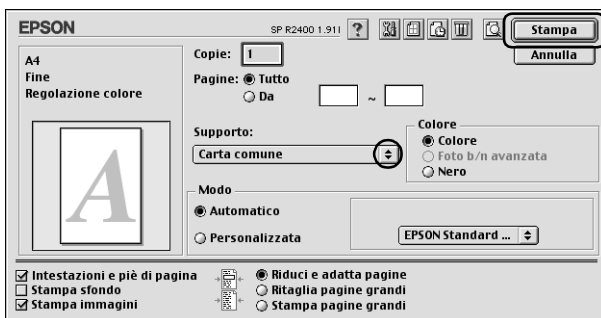 EPSON
SP R2400 1.91I
?
Stampa
Annulla
A4
Fine
Regolazione colore
A
Copie: 1
Pagine: Tutto
Da ~
Supporto:
Carta comune
Colore
Colore
Foto b/n avanzata
Nero
Modo
Automatico
Personalizzata
EPSON Standard ...
Intestazioni e piè di pagina
Stampa sfondo
Stampa immagini
Riduci e adatta pagine
Ritaglia pagine grandi
Stampa pagine grandi